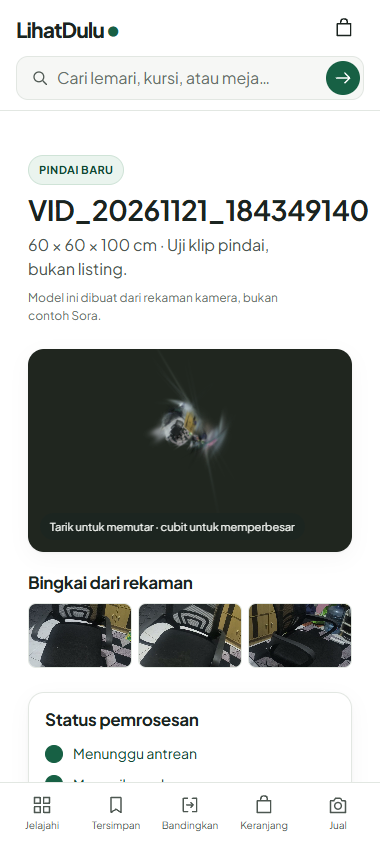 LihatDulu
Cari lemari, kursi, atau meja...
PINDAI BARU
VID_20261121_184349140
60 × 60 × 100 cm · Uji klip pindai,
bukan listing.
Model ini dibuat dari rekaman kamera, bukan
contoh Sora.
Tarik untuk memutar · cubit untuk memperbesar
Bingkai dari rekaman
Status pemrosesan
Menunggu antrean
Jelajahi
Tersimpan
Bandingkan
Keranjang
Jual